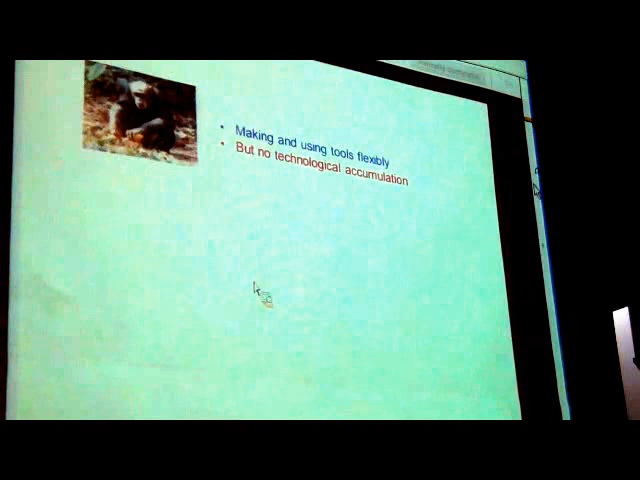 • Making and using tools flexibly
• But no technological accumulation